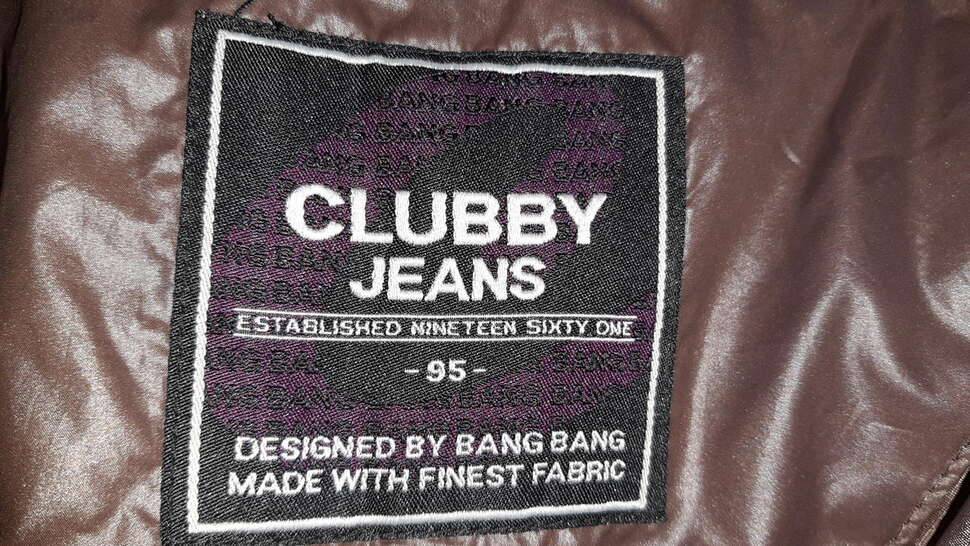 CLUBBY
JEANS
ESTABLISHED NINETEEN SIXTY ONE
- 95 -
DESIGNED BY BANG BANG
MADE WITH FINEST FABRIC